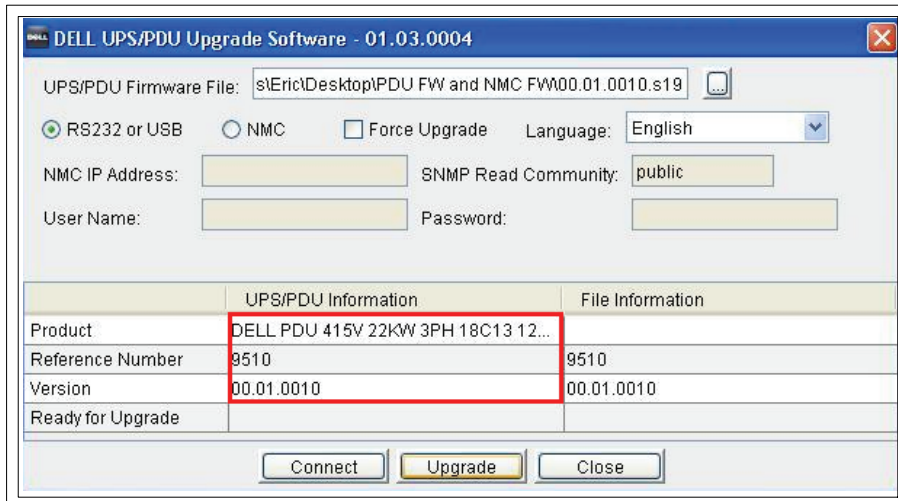 DELL UPS/PDU Upgrade Software - 01.03.0004
UPS/PDU Firmware File: s\Eric\Desktop\PDU FW and NMC FW\00.01.0010.s19 ...
RS232 or USB NMC Force Upgrade Language: English
NMC IP Address: SNMP Read Community: public
User Name: Password:
UPS/PDU Information File Information
Product DELL PDU 415V 22KW 3PH 18C13 12...
Reference Number 9510 9510
Version 00.01.0010 00.01.0010
Ready for Upgrade
Connect Upgrade Close